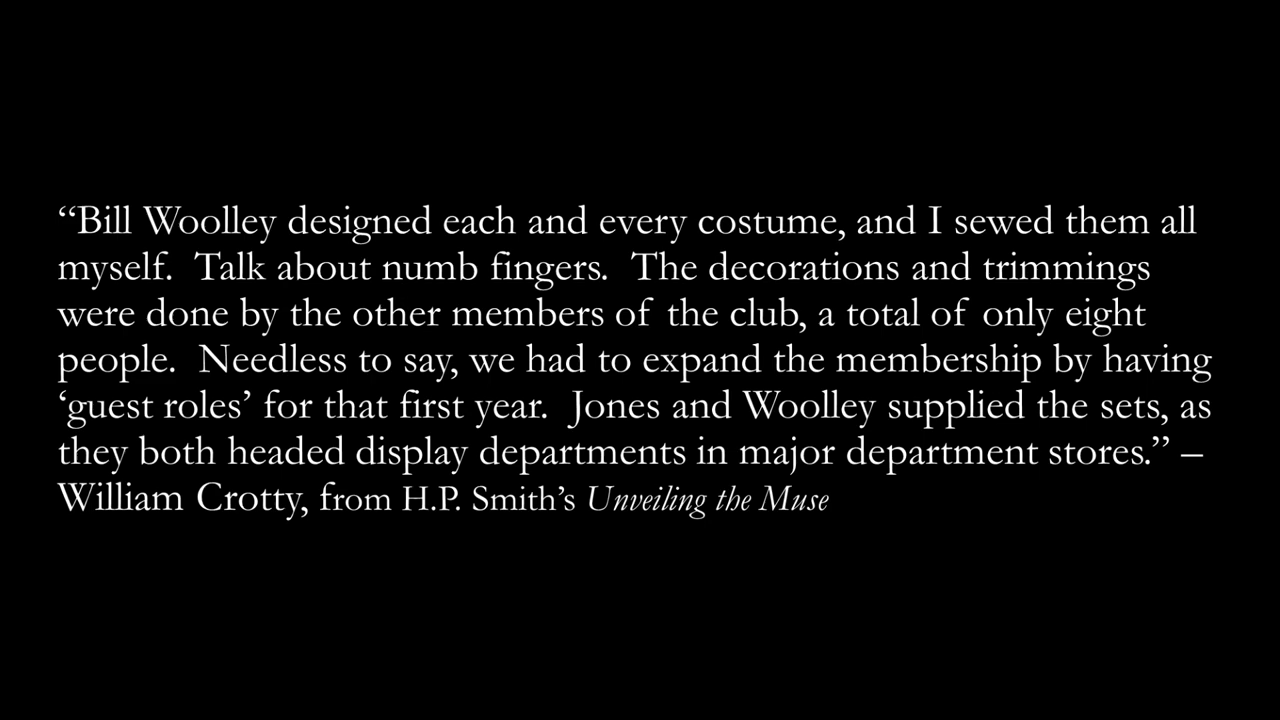 “Bill Woolley designed each and every costume, and I sewed them all
myself.  Talk about numb fingers.  The decorations and trimmings
were done by the other members of the club, a total of only eight
people.  Needless to say, we had to expand the membership by having
‘guest roles’ for that first year.  Jones and Woolley supplied the sets, as
they both headed display departments in major department stores.” –
William Crotty, from H.P. Smith’s Unveiling the Muse